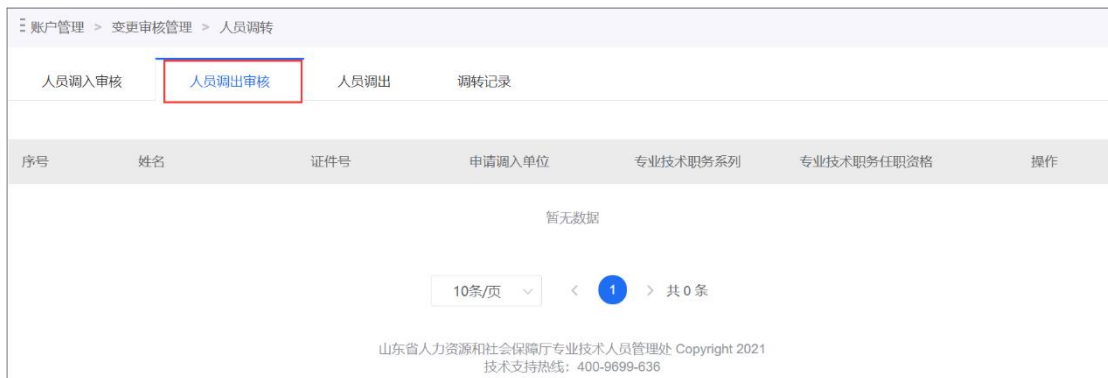 账户管理 > 变更审核管理 > 人员调转
人员调入审核 人员调出审核 人员调出 调转记录
序号 姓名 证件号 申请调入单位 专业技术职务系列 专业技术职务任职资格 操作
暂无数据
10条/页 < 1 > 共 0 条
山东省人力资源和社会保障厅专业技术人员管理处 Copyright 2021
技术支持热线：400-9699-636